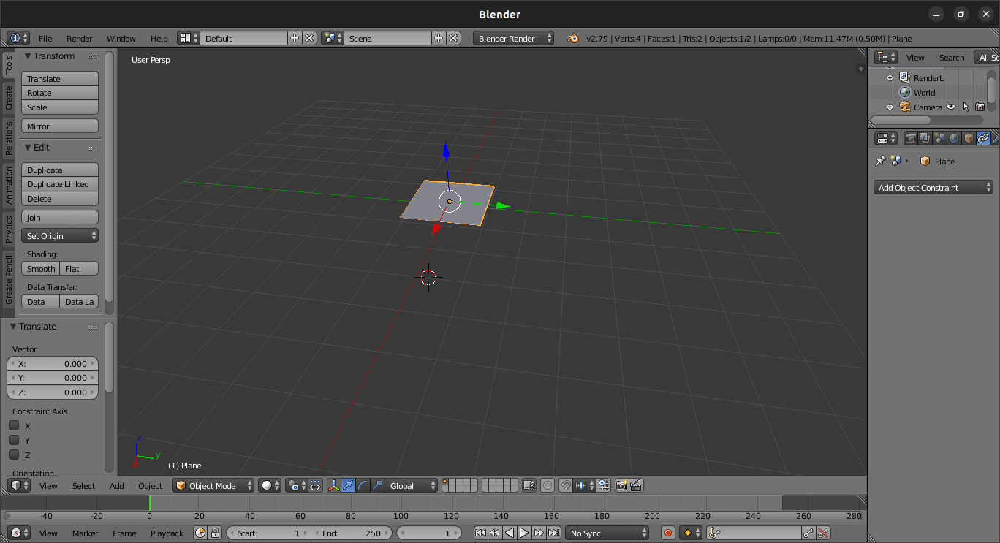 Blender
File Render Window Help Default Scene Blender Render v2.79 | Verts:4 | Faces:1 | Tris:2 | Objects:1/2 | Lamps:0/0 | Mem:11.47M (0.50M) | Plane
Tools
Create
Relations
Animation
Physics
Grease Pencil
Transform
Translate
Rotate
Scale
Mirror
Edit
Duplicate
Duplicate Linked
Delete
Join
Set Origin
Shading:
Smooth Flat
Data Transfer:
Data Data La
Translate
Vector
X: 0.000
Y: 0.000
Z: 0.000
Constraint Axis
X
Y
Z
Orientation
User Persp
z
y
x
(1) Plane
View Search All Sc
RenderL
World
Camera
Plane
Add Object Constraint
View Select Add Object Object Mode Global
-40 -20 0 20 40 60 80 100 120 140 160 180 200 220 240 260 280
View Marker Frame Playback Start: 1 End: 250 1 No Sync